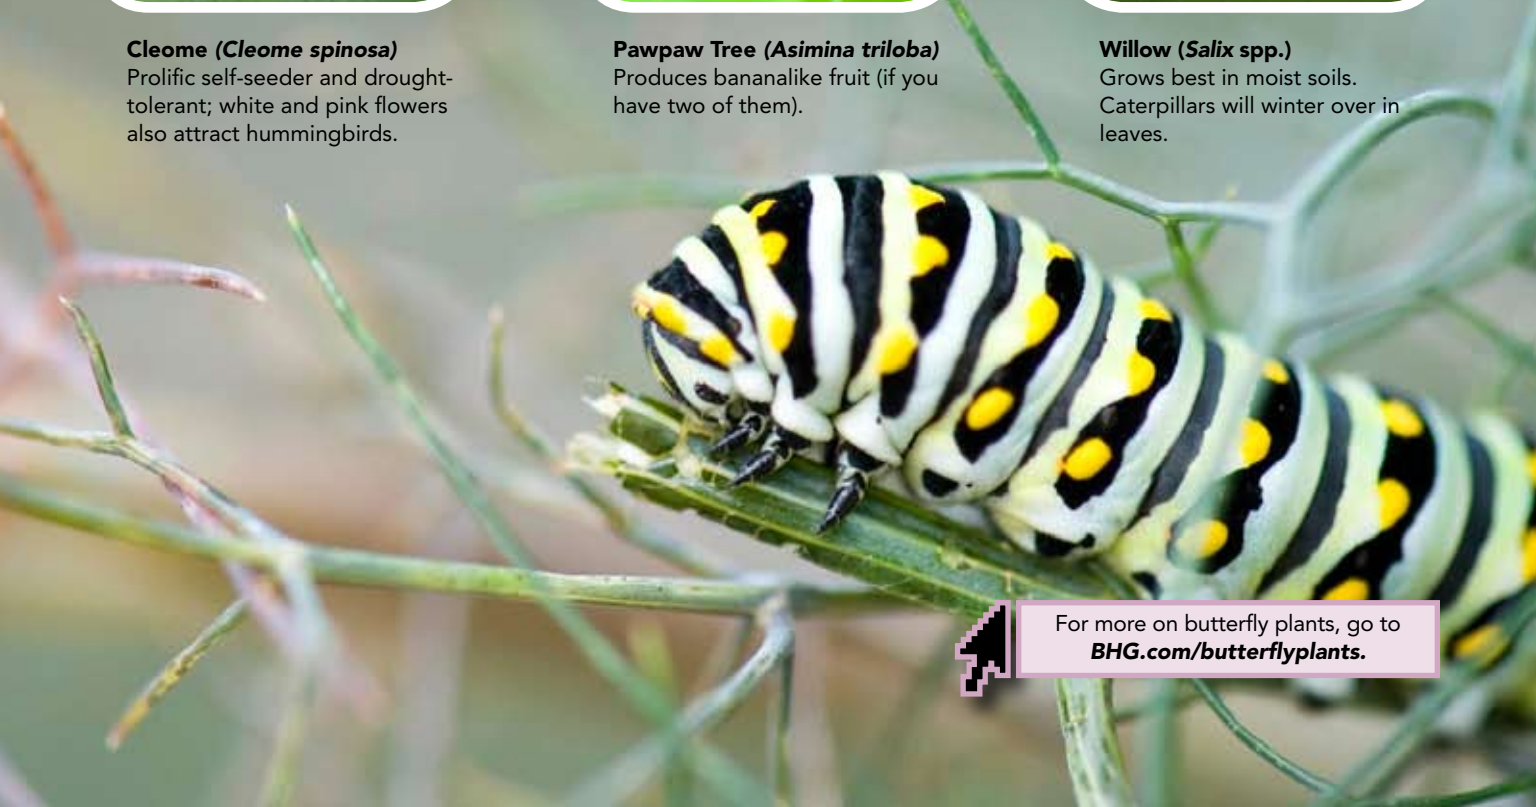 Cleome (Cleome spinosa)
Prolific self-seeder and drought-
tolerant; white and pink flowers
also attract hummingbirds.
Pawpaw Tree (Asimina triloba)
Produces bananalike fruit (if you
have two of them).
Willow (Salix spp.)
Grows best in moist soils.
Caterpillars will winter over in
leaves.
For more on butterfly plants, go to
BHG.com/butterflyplants.